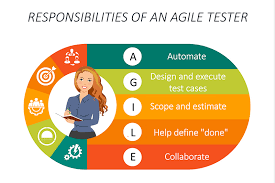 RESPONSIBILITIES OF AN AGILE TESTER
A Automate
G Design and execute
test cases
I Scope and estimate
L Help define "done"
E Collaborate